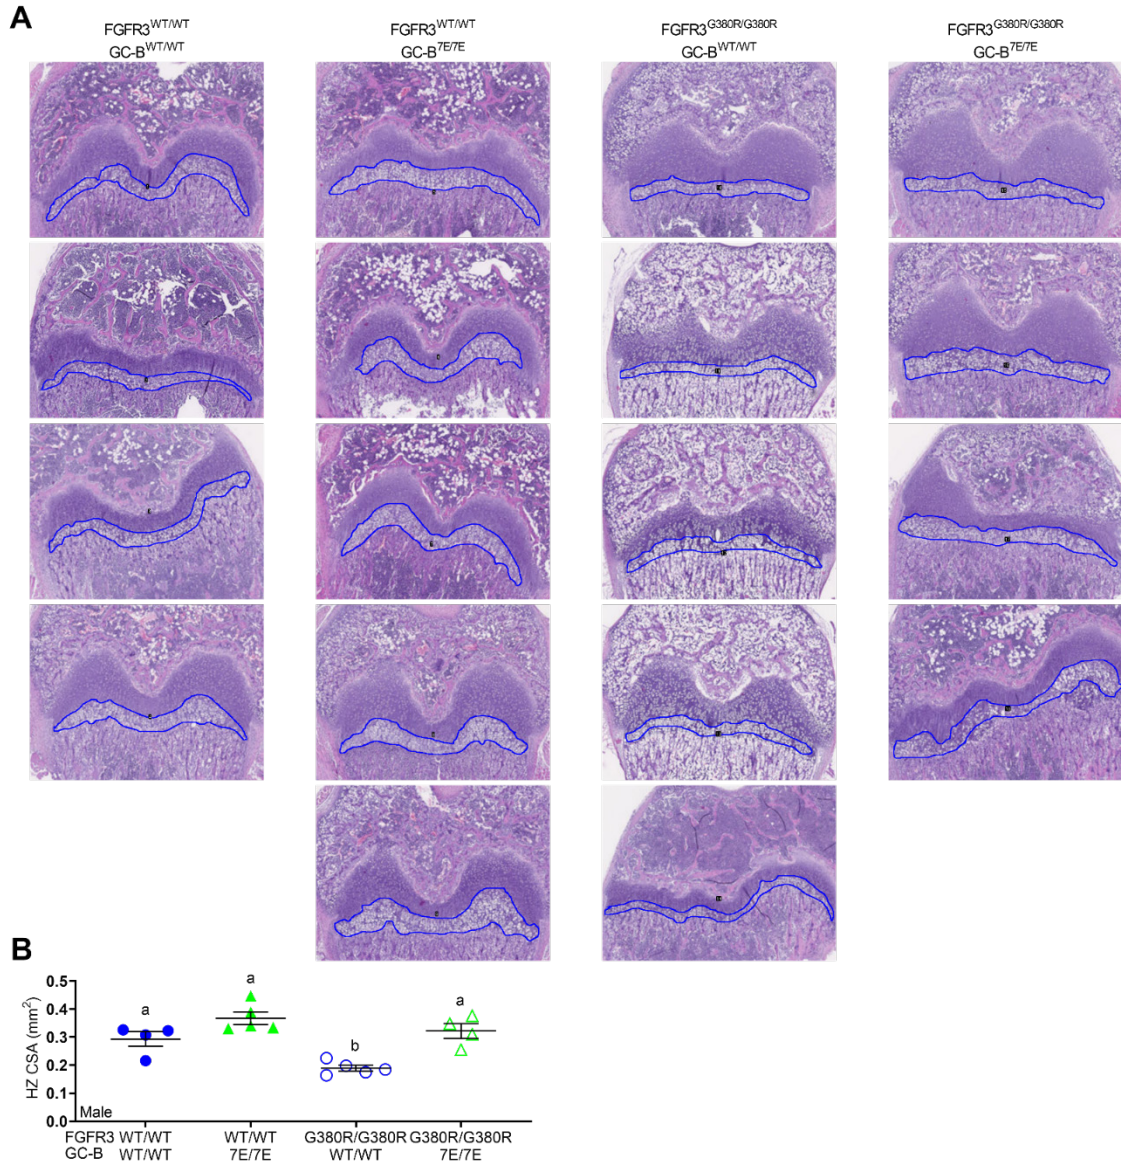 A
FGFR3WT/WT
GC-BWT/WT
FGFR3WT/WT
GC-B7E/7E
FGFR3G380R/G380R
GC-BWT/WT
FGFR3G380R/G380R
GC-B7E/7E
B
HZ CSA (mm2)
0.5
0.4
0.3
0.2
0.1
0.0
a
a
b
a
Male
FGFR3 WT/WT WT/WT G380R/G380R G380R/G380R
GC-B WT/WT 7E/7E WT/WT 7E/7E